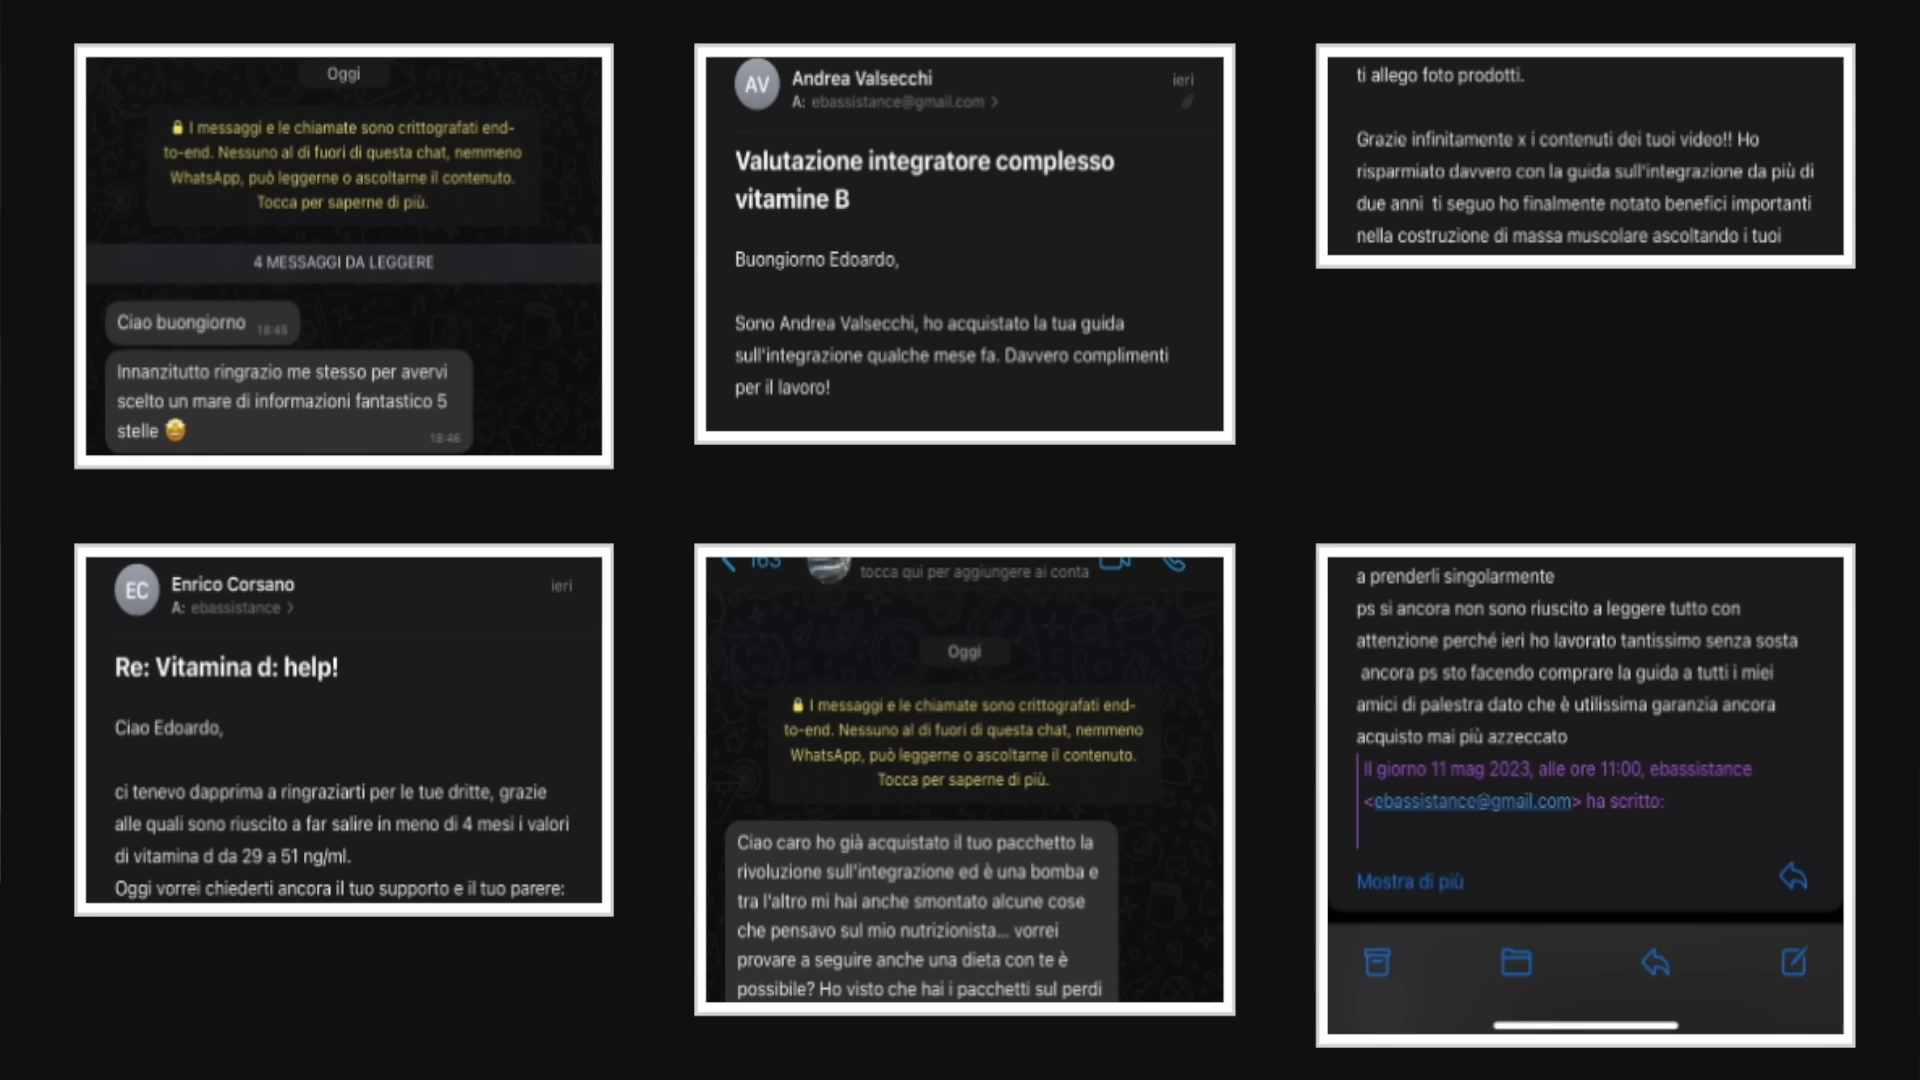 Oggi
🔒 I messaggi e le chiamate sono crittografati end-
to-end. Nessuno al di fuori di questa chat, nemmeno
WhatsApp, può leggerne o ascoltarne il contenuto.
Tocca per saperne di più.
4 MESSAGGI DA LEGGERE
Ciao buongiorno 18:45
Innanzitutto ringrazio me stesso per avervi
scelto un mare di informazioni fantastico 5
stelle 🤩 18:46
AV Andrea Valsecchi ieri
A: ebassistance@gmail.com >
Valutazione integratore complesso
vitamine B
Buongiorno Edoardo,
Sono Andrea Valsecchi, ho acquistato la tua guida
sull'integrazione qualche mese fa. Davvero complimenti
per il lavoro!
ti allego foto prodotti.
Grazie infinitamente x i contenuti dei tuoi video!! Ho
risparmiato davvero con la guida sull'integrazione da più di
due anni ti seguo ho finalmente notato benefici importanti
nella costruzione di massa muscolare ascoltando i tuoi
EC Enrico Corsano ieri
A: ebassistance >
Re: Vitamina d: help!
Ciao Edoardo,
ci tenevo dapprima a ringraziarti per le tue dritte, grazie
alle quali sono riuscito a far salire in meno di 4 mesi i valori
di vitamina d da 29 a 51 ng/ml.
Oggi vorrei chiederti ancora il tuo supporto e il tuo parere:
163
tocca qui per aggiungere ai conta
Oggi
🔒 I messaggi e le chiamate sono crittografati end-
to-end. Nessuno al di fuori di questa chat, nemmeno
WhatsApp, può leggerne o ascoltarne il contenuto.
Tocca per saperne di più.
Ciao caro ho già acquistato il tuo pacchetto la
rivoluzione sull'integrazione ed è una bomba e
tra l'altro mi hai anche smontato alcune cose
che pensavo sul mio nutrizionista... vorrei
provare a seguire anche una dieta con te è
possibile? Ho visto che hai i pacchetti sul perdi
a prenderli singolarmente
ps si ancora non sono riuscito a leggere tutto con
attenzione perché ieri ho lavorato tantissimo senza sosta
ancora ps sto facendo comprare la guida a tutti i miei
amici di palestra dato che è utilissima garanzia ancora
acquisto mai più azzeccato
Il giorno 11 mag 2023, alle ore 11:00, ebassistance
<ebassistance@gmail.com> ha scritto:
Mostra di più